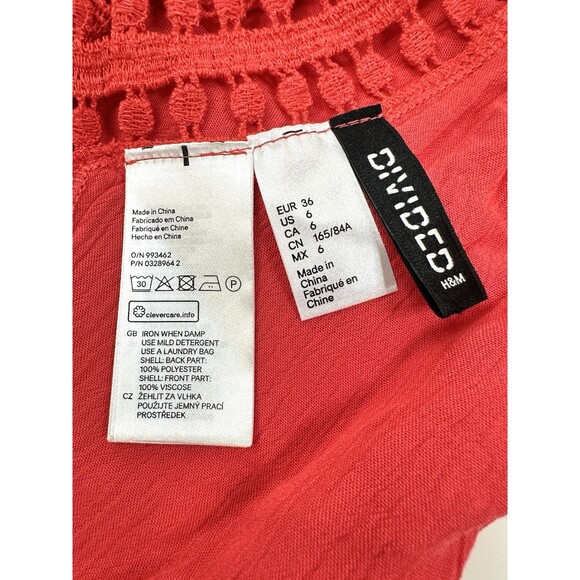 Made in China
Fabricado em China
Fabriqué en Chine
Hecho en China
O/N 993462
P/N 0328964 2
30
P
clevercare.info
GB IRON WHEN DAMP
USE MILD DETERGENT
USE A LAUNDRY BAG
SHELL: BACK PART:
100% POLYESTER
SHELL: FRONT PART:
100% VISCOSE
CZ ŽEHLIT ZA VLHKA
POUŽIJTE JEMNÝ PRACÍ
PROSTŘEDEK
EUR 36
US 6
CA 6
CN 165/84A
MX 6
Made in
China
Fabriqué en
Chine
DIVIDED
H&M